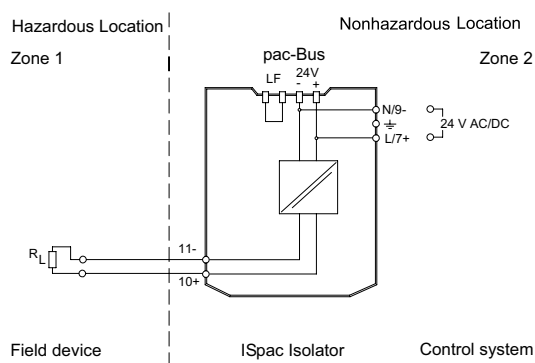 Hazardous Location
Nonhazardous Location
Zone 1
pac-Bus
Zone 2
LF
24V
- +
N/9-
24 V AC/DC
L/7+
RL
11-
10+
Field device
ISpac Isolator
Control system